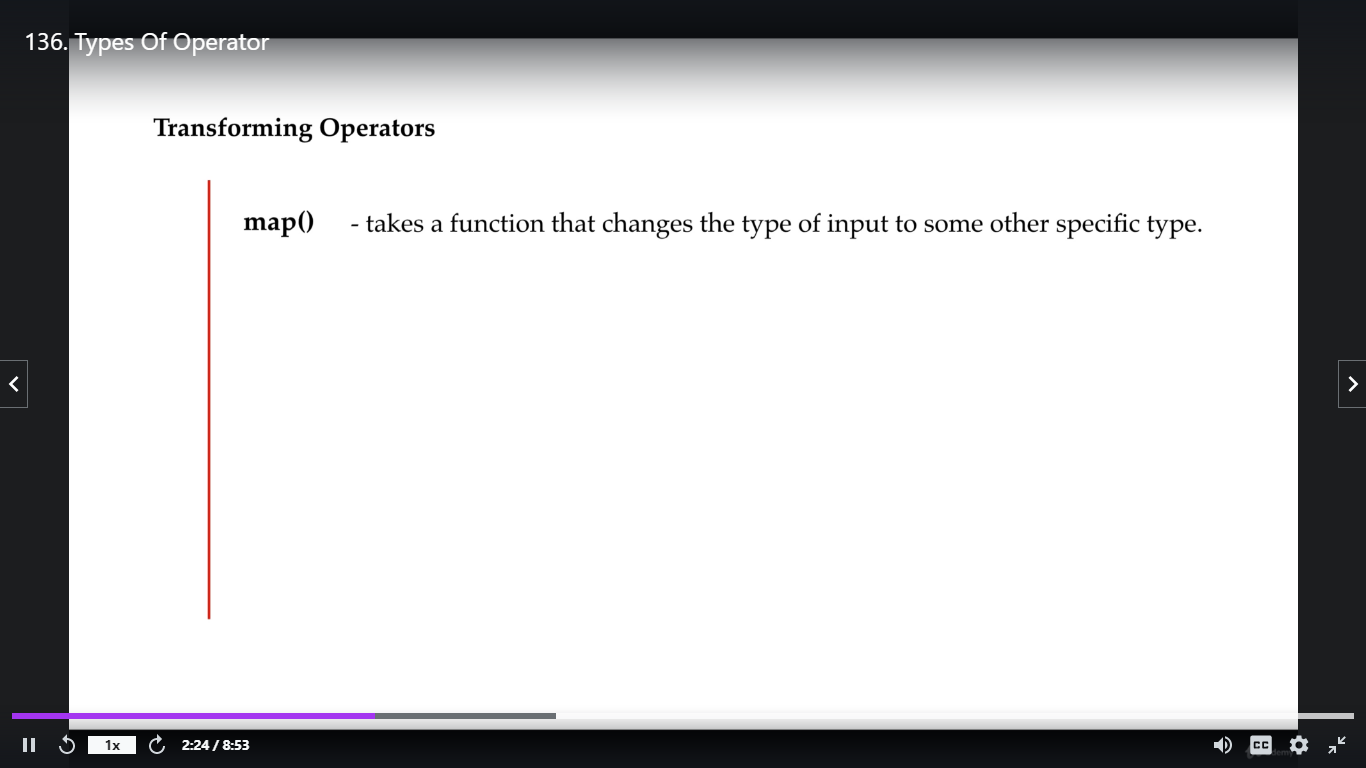 136. Types Of Operator
Transforming Operators
map() - takes a function that changes the type of input to some other specific type.
1x
2:24 / 8:53
CC